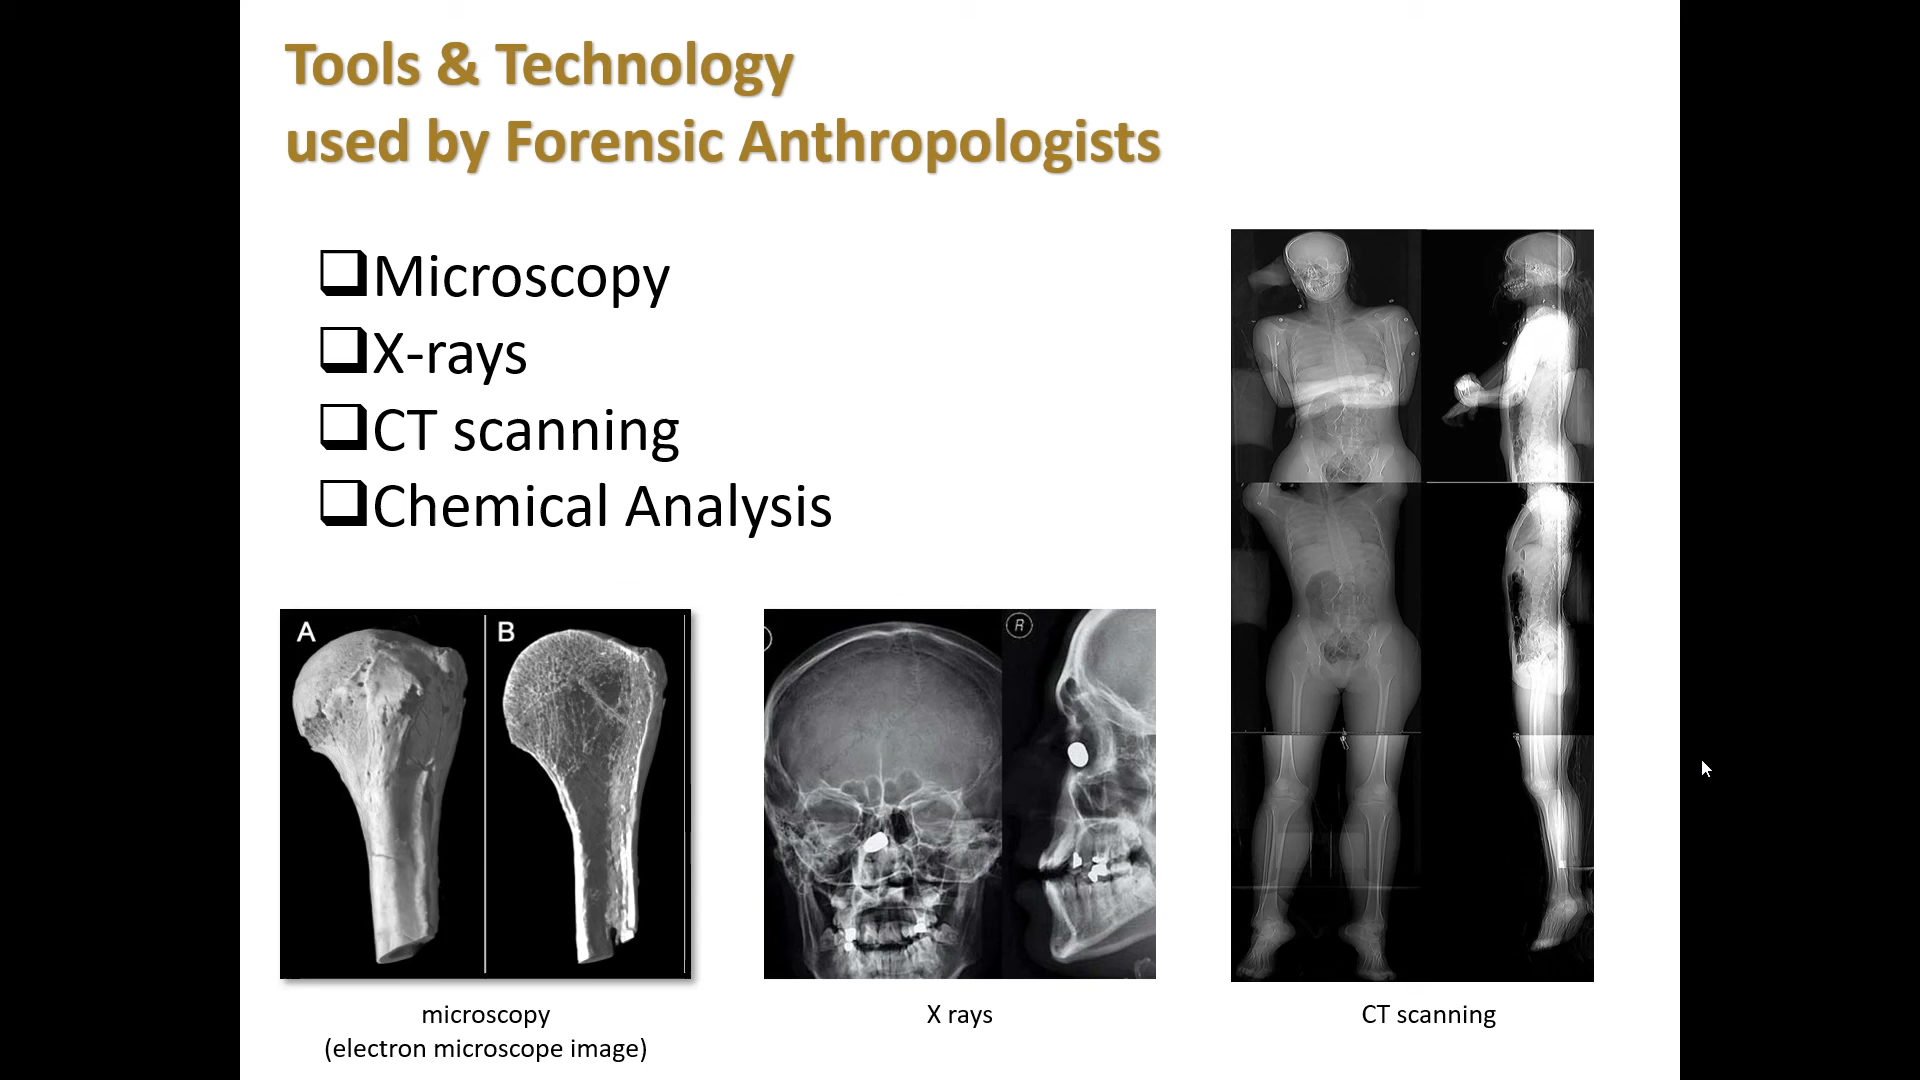 Tools & Technology
used by Forensic Anthropologists
Microscopy
X-rays
CT scanning
Chemical Analysis
A
B
R
microscopy
(electron microscope image)
X rays
CT scanning